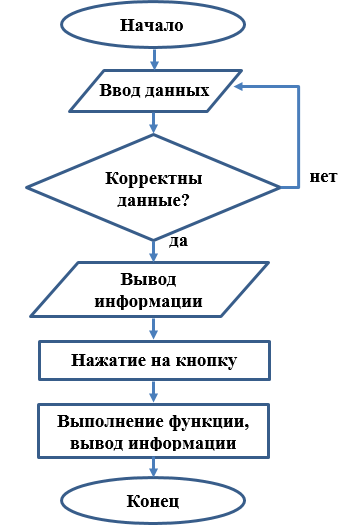 Начало
Ввод данных
Корректны
данные?
нет
да
Вывод
информации
Нажатие на кнопку
Выполнение функции,
вывод информации
Конец